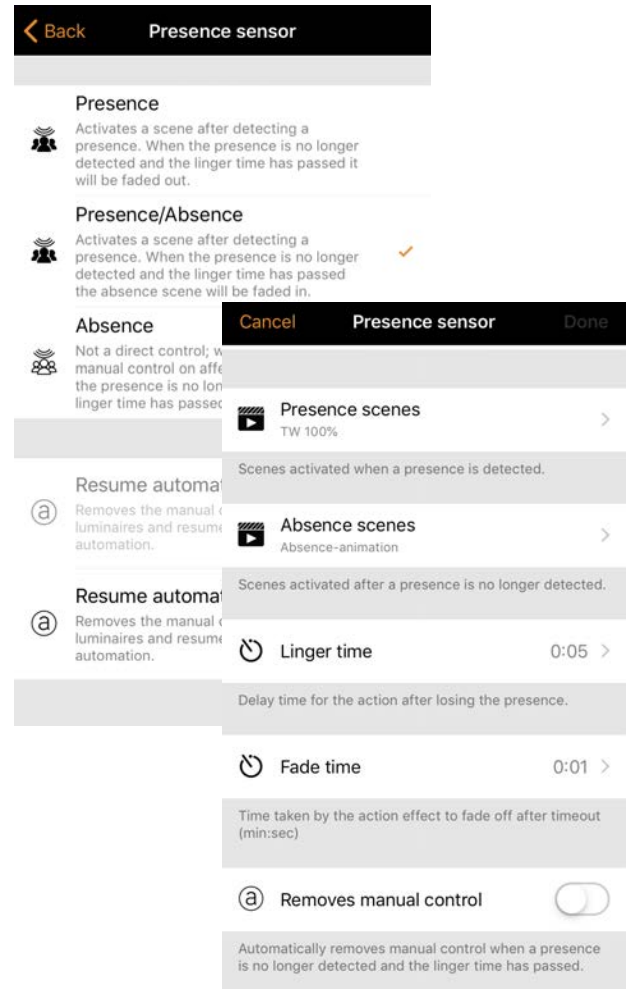 Back
Presence sensor
Presence
Activates a scene after detecting a
presence. When the presence is no longer
detected and the linger time has passed it
will be faded out.
Presence/Absence
Activates a scene after detecting a
presence. When the presence is no longer
detected and the linger time has passed
the absence scene will be faded in.
Absence
Not a direct control;
manual control on
the presence is no
linger time has
Resume
Removes the manual
luminaires and
automation.
Resume
Removes the manual
luminaires and
automation.
Cancel
Presence sensor
Done
Presence scenes
TW 100%
Scenes activated when a presence is detected.
Absence scenes
Absence-animation
Scenes activated after a presence is no longer detected.
Linger time
0:05
Delay time for the action after losing the presence.
Fade time
0:01
Time taken by the action effect to fade off after timeout
(min:sec)
a Removes manual control
Automatically removes manual control when a presence
is no longer detected and the linger time has passed.